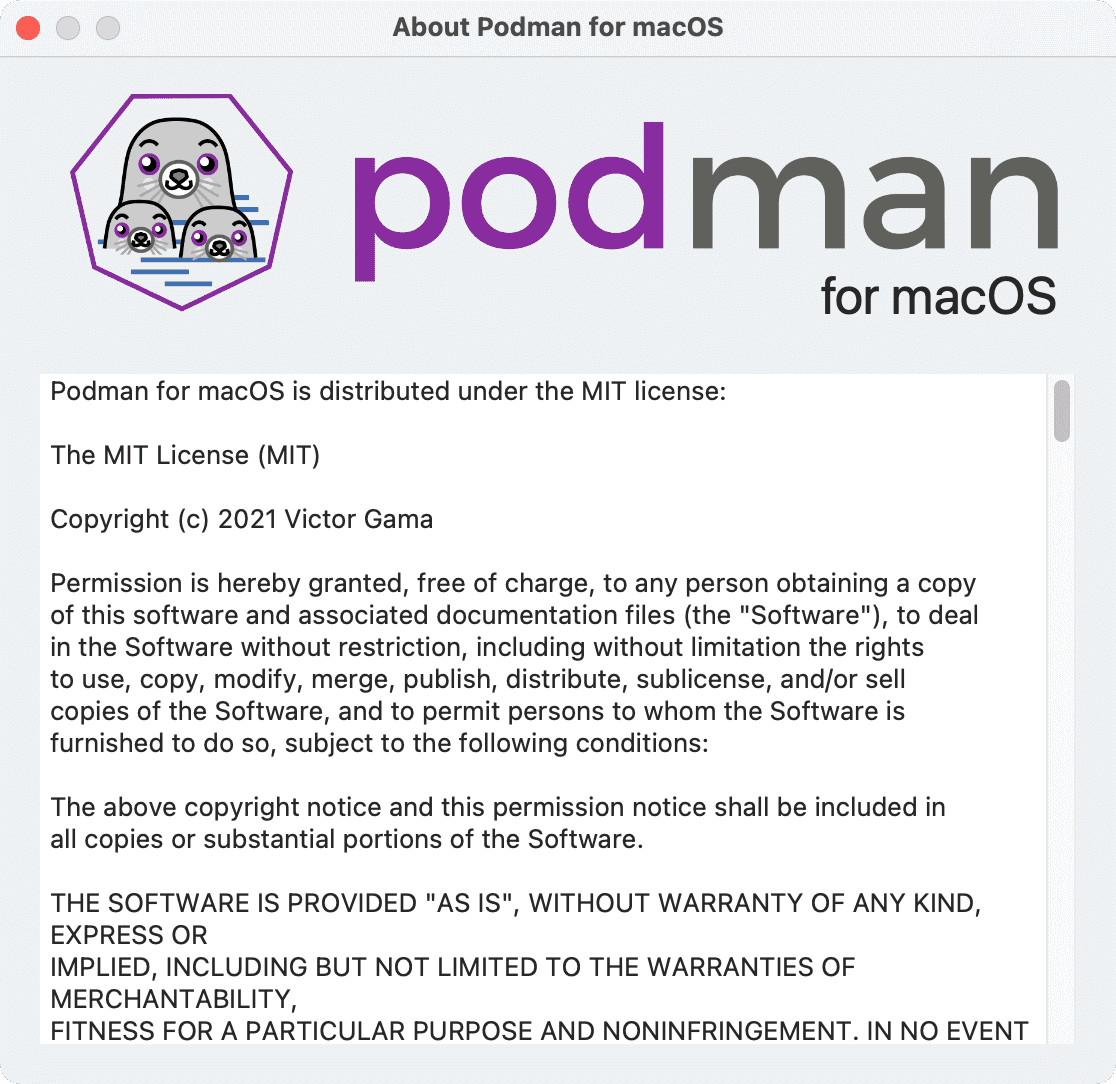 About Podman for macOS
podman
for macOS
Podman for macOS is distributed under the MIT license:
The MIT License (MIT)
Copyright (c) 2021 Victor Gama
Permission is hereby granted, free of charge, to any person obtaining a copy
of this software and associated documentation files (the "Software"), to deal
in the Software without restriction, including without limitation the rights
to use, copy, modify, merge, publish, distribute, sublicense, and/or sell
copies of the Software, and to permit persons to whom the Software is
furnished to do so, subject to the following conditions:
The above copyright notice and this permission notice shall be included in
all copies or substantial portions of the Software.
THE SOFTWARE IS PROVIDED "AS IS", WITHOUT WARRANTY OF ANY KIND,
EXPRESS OR
IMPLIED, INCLUDING BUT NOT LIMITED TO THE WARRANTIES OF
MERCHANTABILITY,
FITNESS FOR A PARTICULAR PURPOSE AND NONINFRINGEMENT. IN NO EVENT